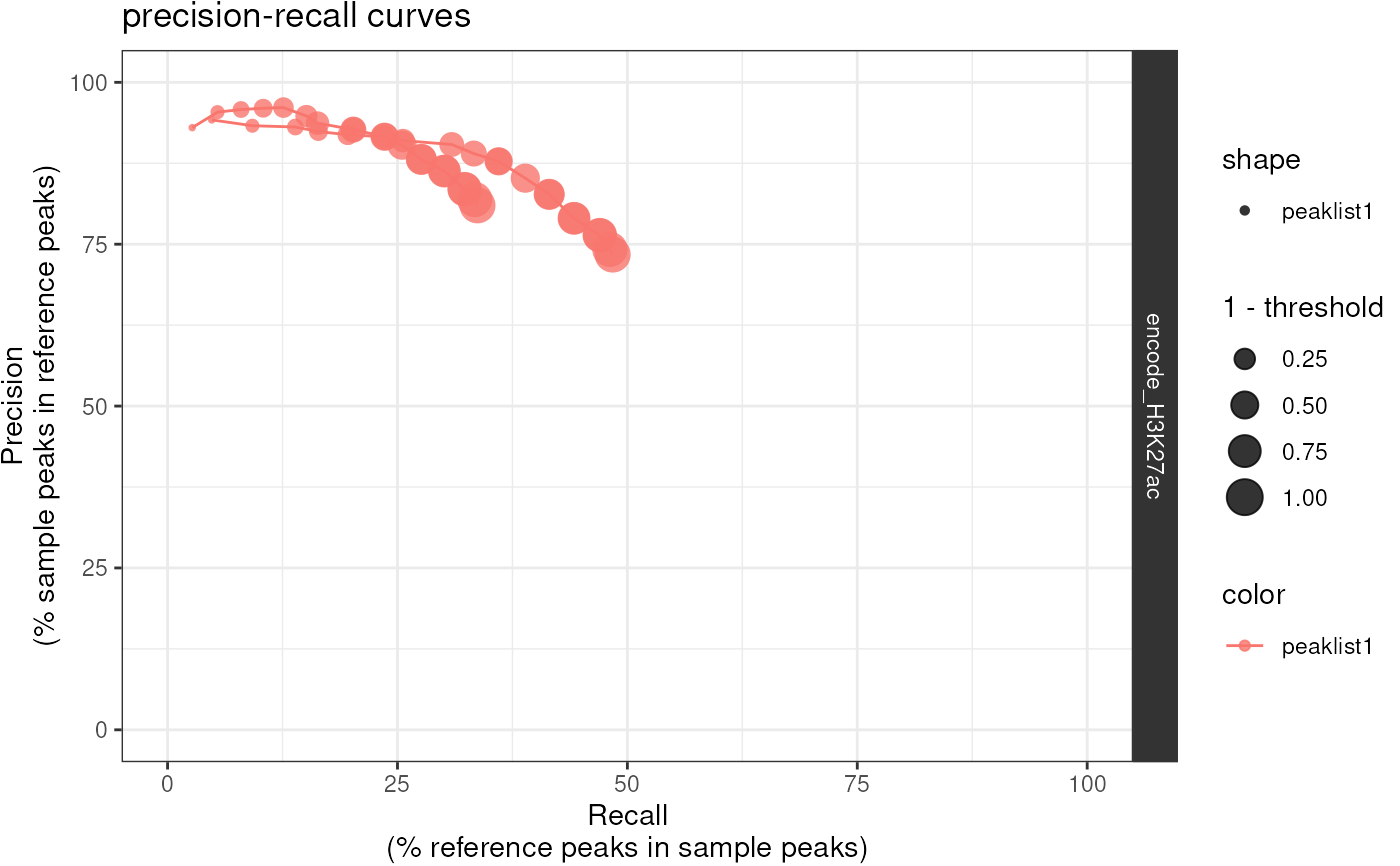 precision-recall curves
Precision
(% sample peaks in reference peaks)
100
75
50
25
0
0
25
50
75
100
Recall
(% reference peaks in sample peaks)
encode_H3K27ac
shape
peaklist1
1 - threshold
0.25
0.50
0.75
1.00
color
peaklist1